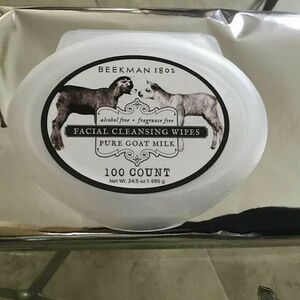 BEEKMAN 1802
alcohol free • fragrance free
FACIAL CLEANSING WIPES
PURE GOAT MILK
100 COUNT
Net Wt. 24.5 oz | 695 g